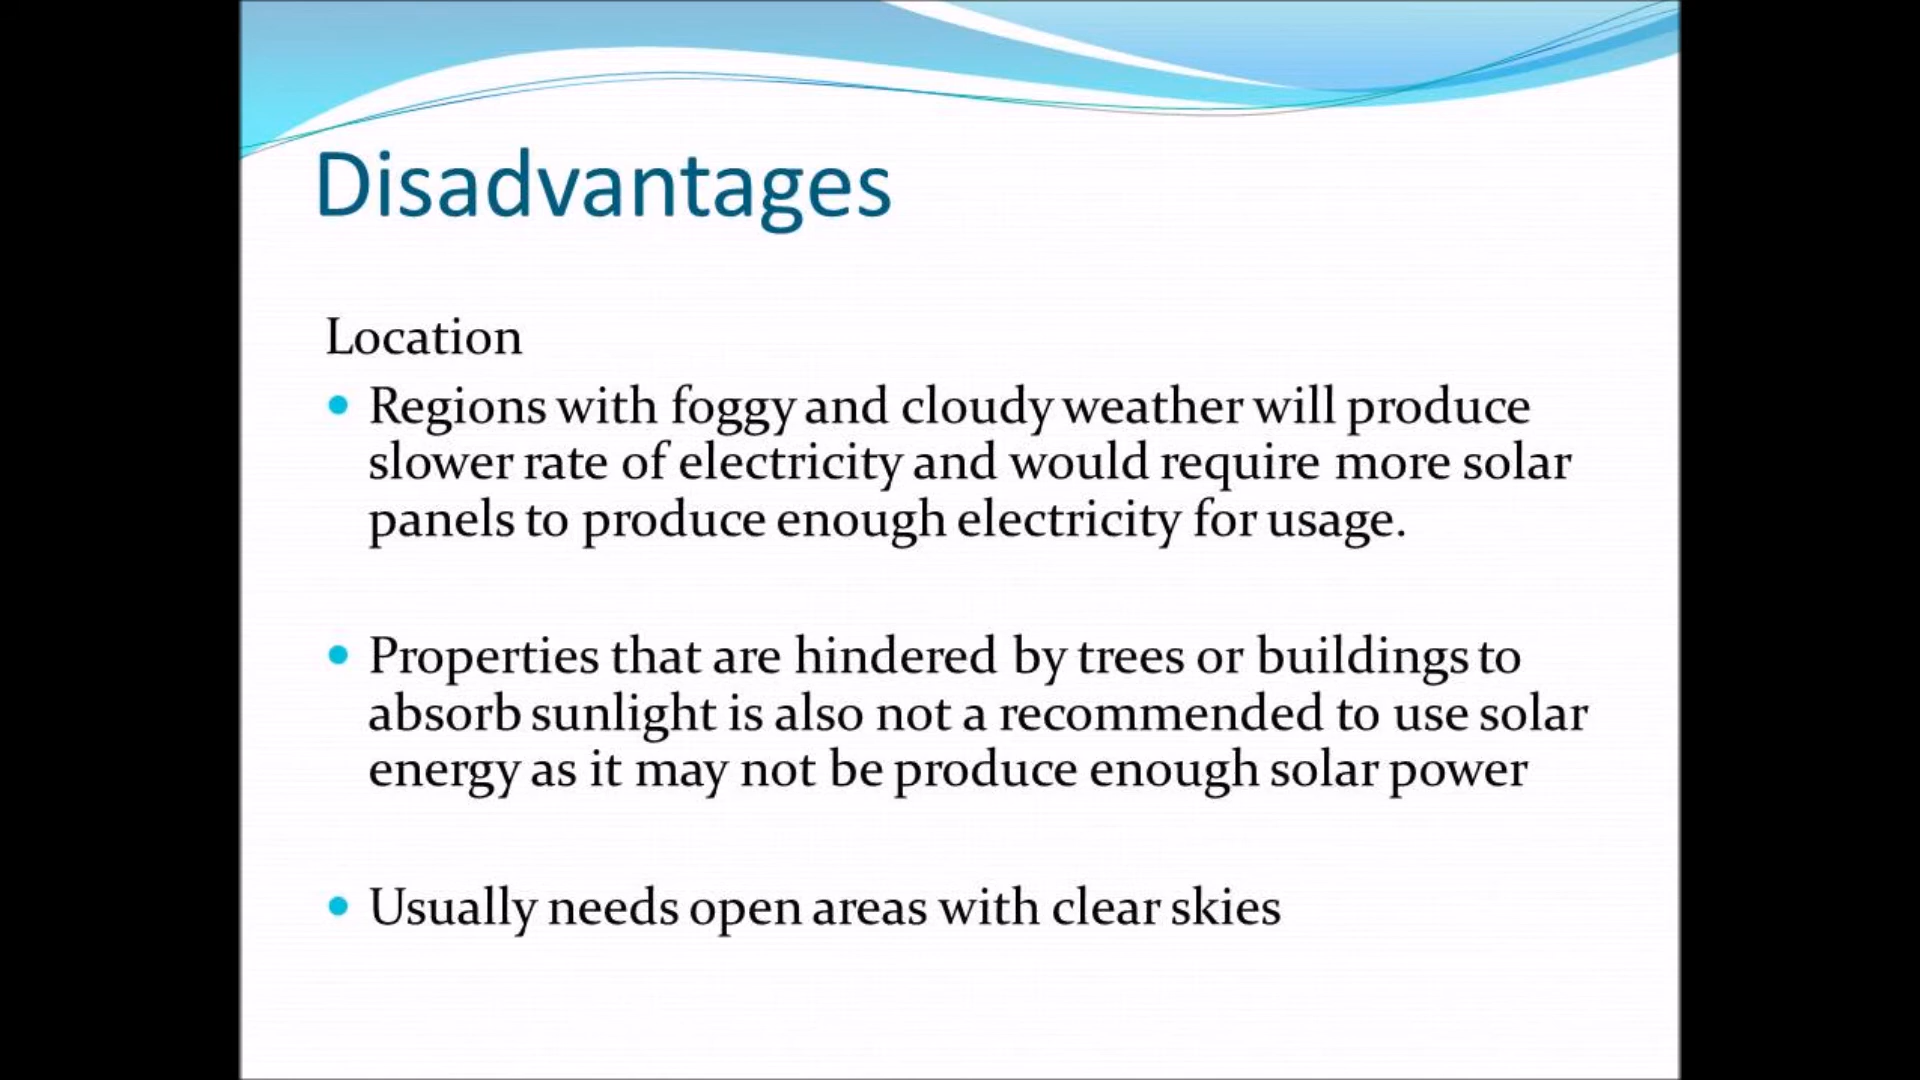 Disadvantages
Location
Regions with foggy and cloudy weather will produce
slower rate of electricity and would require more solar
panels to produce enough electricity for usage.
Properties that are hindered by trees or buildings to
absorb sunlight is also not a recommended to use solar
energy as it may not be produce enough solar power
Usually needs open areas with clear skies